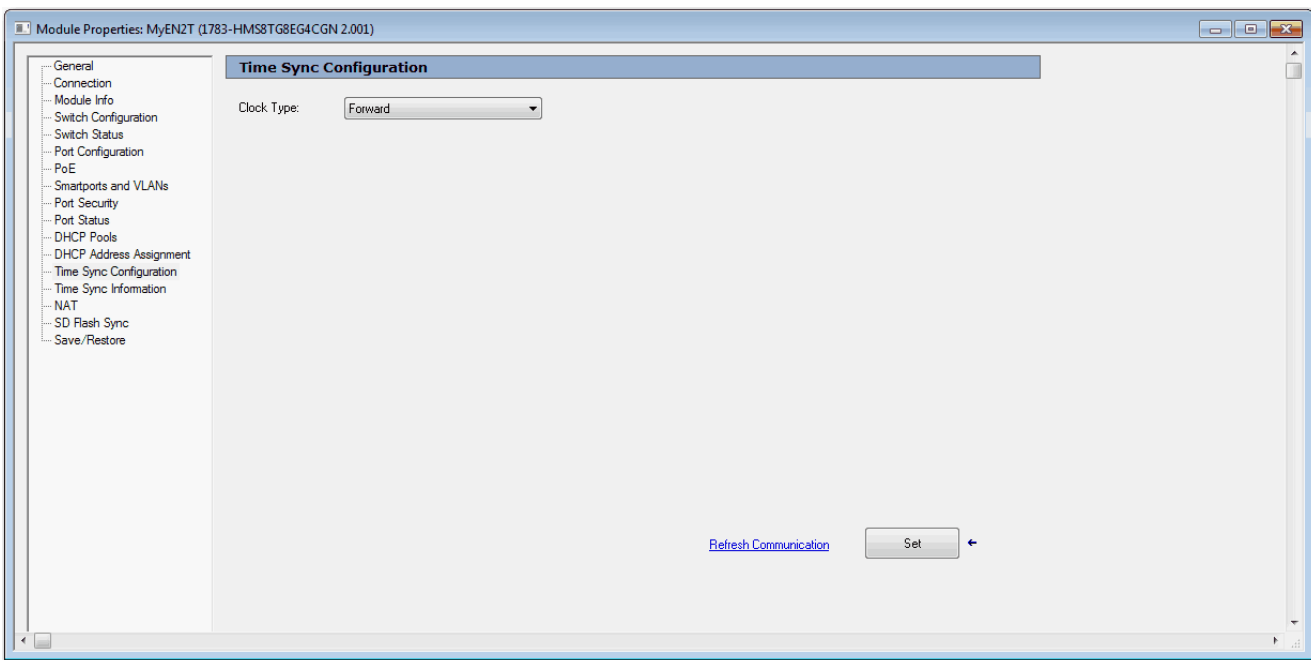 Module Properties: MyEN2T (1783-HMS8TG8EG4CGN 2.001)
General
Connection
Module Info
Switch Configuration
Switch Status
Port Configuration
PoE
Smartports and VLANs
Port Security
Port Status
DHCP Pools
DHCP Address Assignment
Time Sync Configuration
Time Sync Information
NAT
SD Flash Sync
Save/Restore
Time Sync Configuration
Clock Type: Forward
Refresh Communication Set